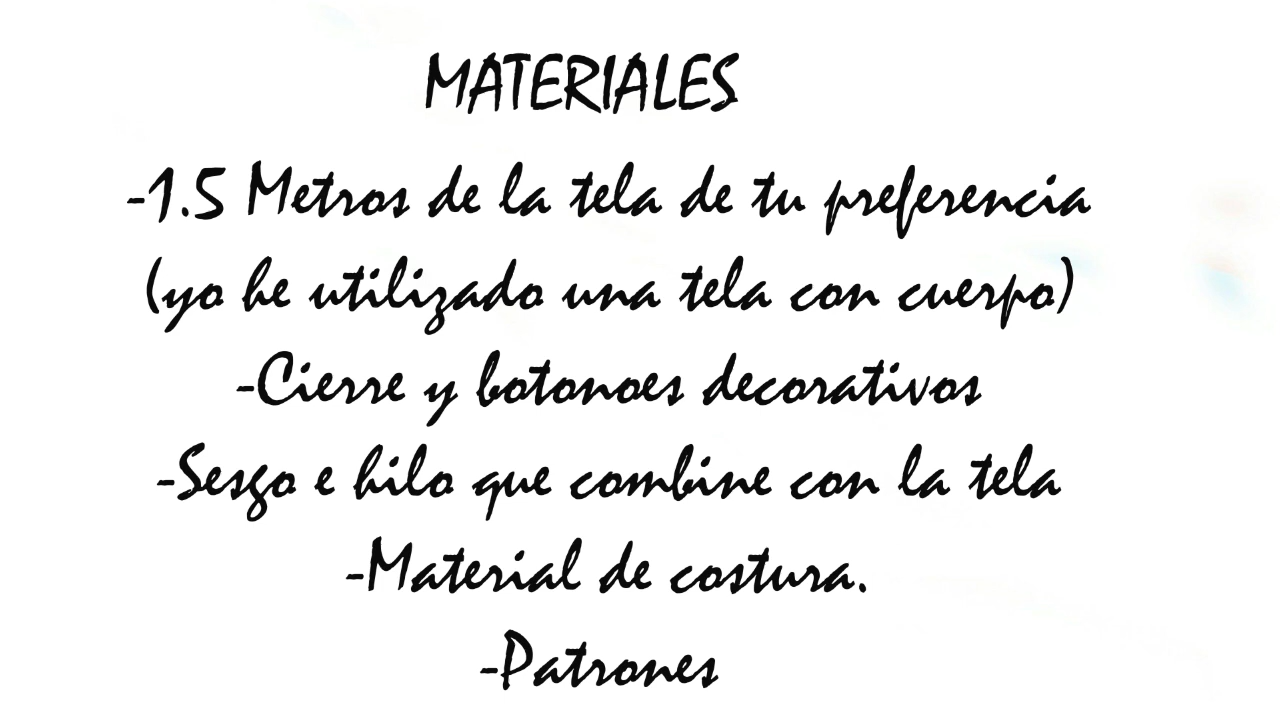 MATERIALES
-1.5 Metros de la tela de tu preferencia
(yo he utilizado una tela con cuerpo)
-Cierre y botonoes decorativos
-Sesgo e hilo que combine con la tela
-Material de costura.
-Patrones